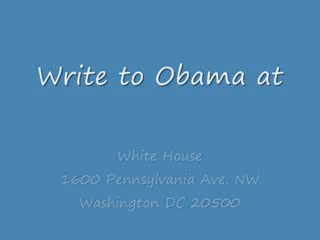 Write to Obama at
White House
1600 Pennsylvania Ave. NW
Washington DC 20500